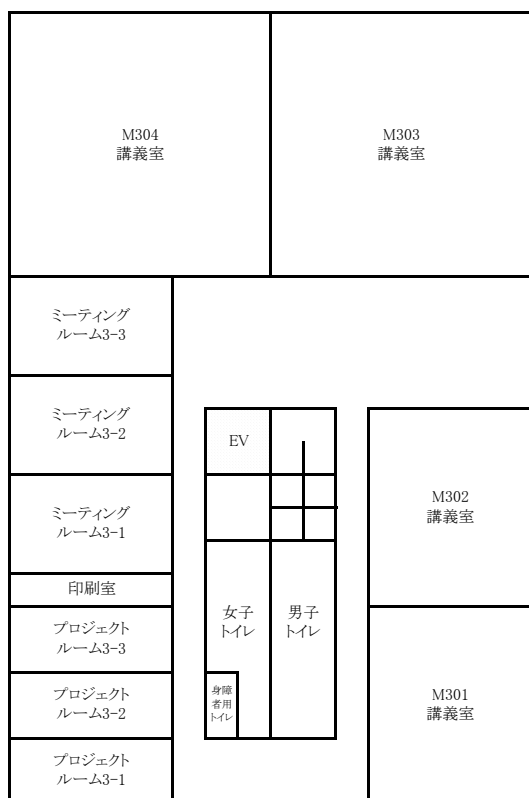 M304
講義室
M303
講義室
ミーティング
ルーム3-3
ミーティング
ルーム3-2
ミーティング
ルーム3-1
印刷室
プロジェクト
ルーム3-3
プロジェクト
ルーム3-2
プロジェクト
ルーム3-1
EV
女子
トイレ
男子
トイレ
身障
者用
トイレ
M302
講義室
M301
講義室